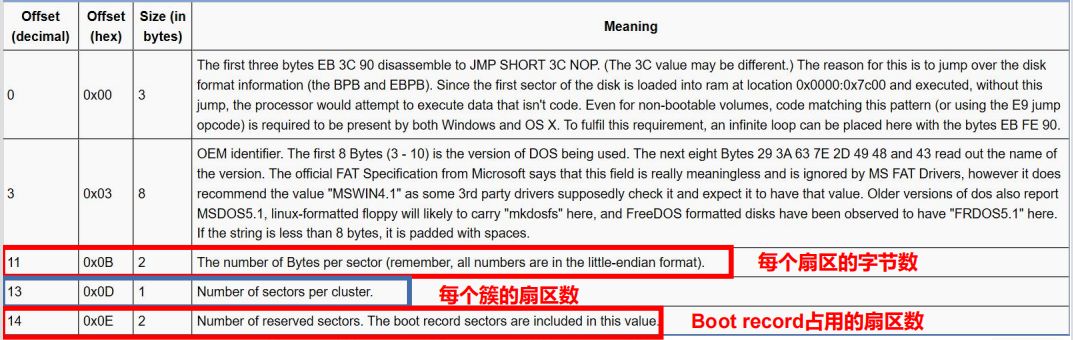 Offset (decimal) Offset (hex) Size (in bytes) Meaning
0 0x00 3 The first three bytes EB 3C 90 disassemble to JMP SHORT 3C NOP. (The 3C value may be different.) The reason for this is to jump over the disk
format information (the BPB and EBPB). Since the first sector of the disk is loaded into ram at location 0x0000:0x7c00 and executed, without this
jump, the processor would attempt to execute data that isn't code. Even for non-bootable volumes, code matching this pattern (or using the E9 jump
opcode) is required to be present by both Windows and OS X. To fulfil this requirement, an infinite loop can be placed here with the bytes EB FE 90.
3 0x03 8 OEM identifier. The first 8 Bytes (3 - 10) is the version of DOS being used. The next eight Bytes 29 3A 63 7E 2D 49 48 and 43 read out the name of
the version. The official FAT Specification from Microsoft says that this field is really meaningless and is ignored by MS FAT Drivers, however it does
recommend the value "MSWIN4.1" as some 3rd party drivers supposedly check it and expect it to have that value. Older versions of dos also report
MSDOS5.1, linux-formatted floppy will likely to carry "mkdosfs" here, and FreeDOS formatted disks have been observed to have "FRDOS5.1" here.
If the string is less than 8 bytes, it is padded with spaces.
11 0x0B 2 The number of Bytes per sector (remember, all numbers are in the little-endian format). 每个扇区的字节数
13 0x0D 1 Number of sectors per cluster. 每个簇的扇区数
14 0x0E 2 Number of reserved sectors. The boot record sectors are included in this value. Boot record占用的扇区数